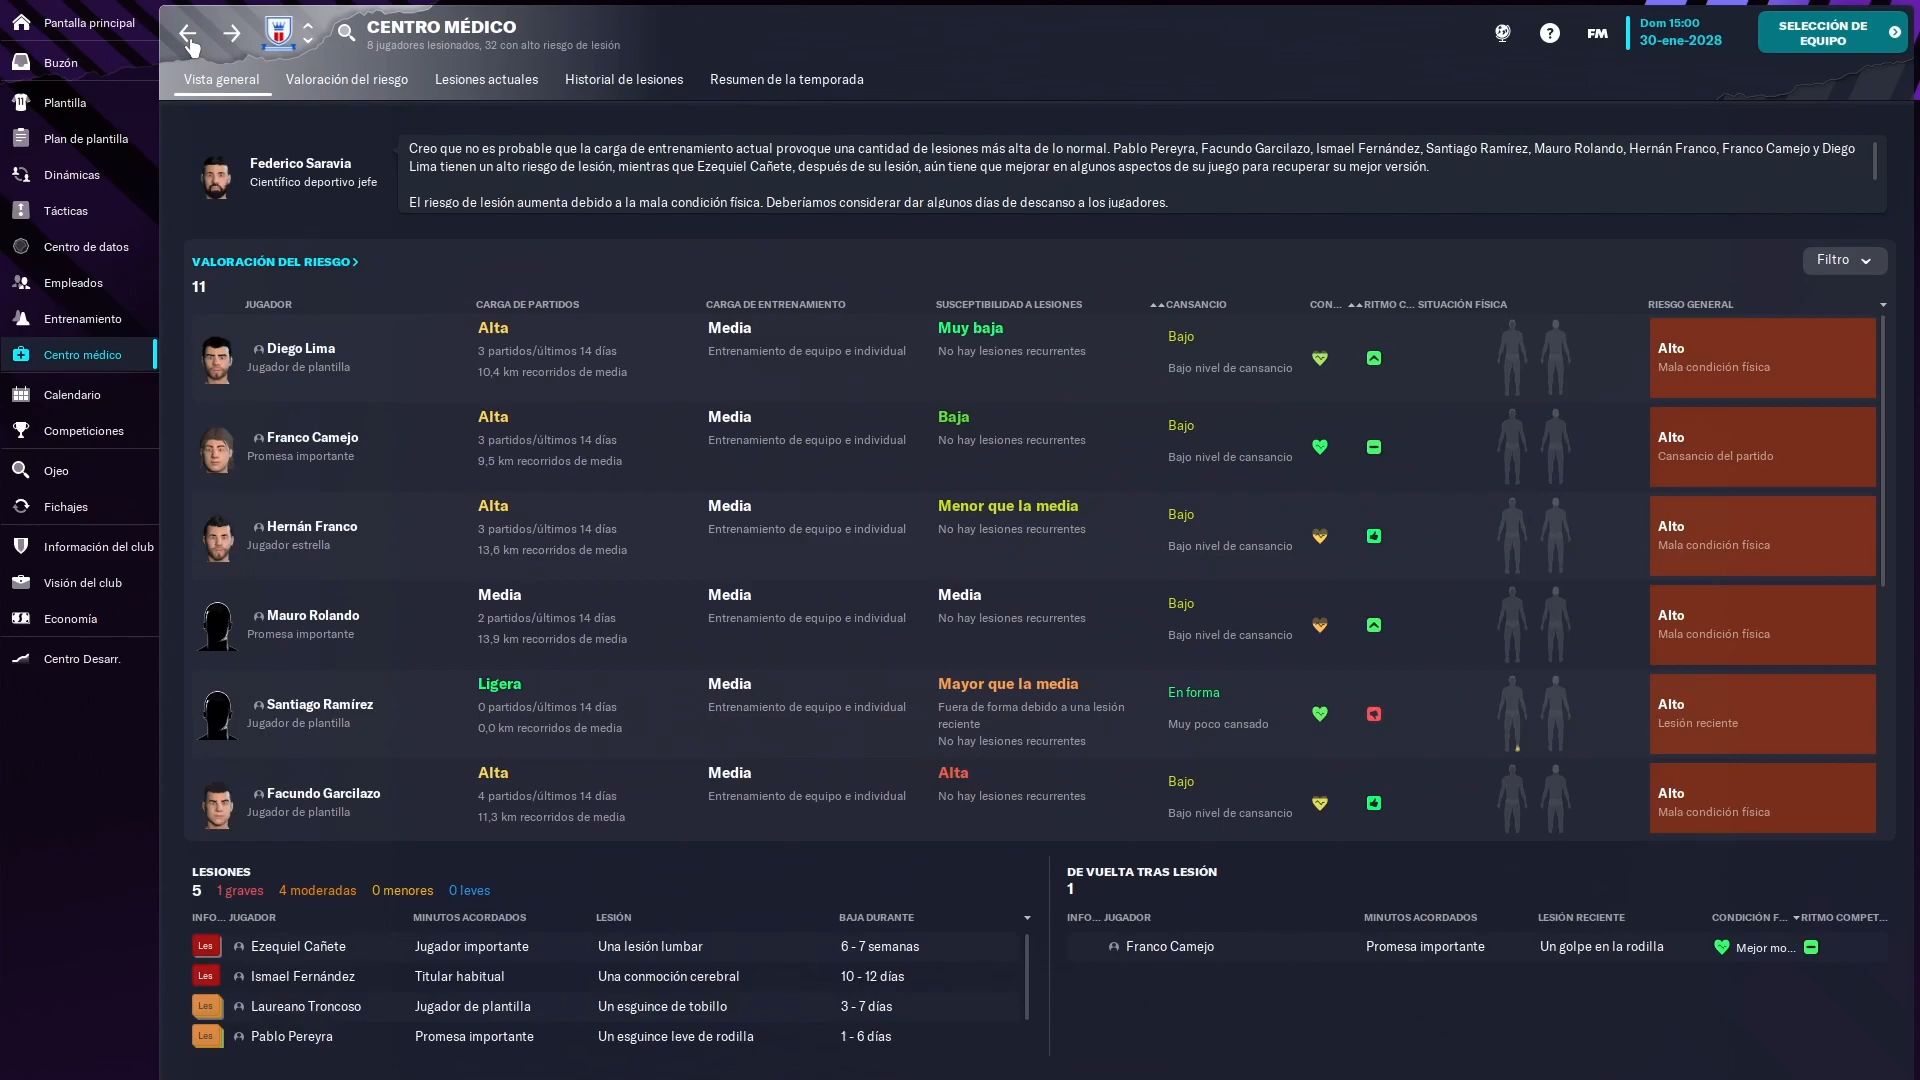 Pantalla principal
Buzón
Plantilla
Plan de plantilla
Dinámicas
Tácticas
Centro de datos
Empleados
Entrenamiento
Centro médico
Calendario
Competiciones
Ojeo
Fichajes
Información del club
Visión del club
Economía
Centro Desarr.
CENTRO MÉDICO
8 jugadores lesionados, 32 con alto riesgo de lesión
FM
Dom 15:00
30-ene-2028
SELECCIÓN DE
EQUIPO
Vista general Valoración del riesgo Lesiones actuales Historial de lesiones Resumen de la temporada
Federico Saravia
Científico deportivo jefe
Creo que no es probable que la carga de entrenamiento actual provoque una cantidad de lesiones más alta de lo normal. Pablo Pereyra, Facundo Garcilazo, Ismael Fernández, Santiago Ramírez, Mauro Rolando, Hernán Franco, Franco Camejo y Diego
Lima tienen un alto riesgo de lesión, mientras que Ezequiel Cañete, después de su lesión, aún tiene que mejorar en algunos aspectos de su juego para recuperar su mejor versión.
El riesgo de lesión aumenta debido a la mala condición física. Deberíamos considerar dar algunos días de descanso a los jugadores.
VALORACIÓN DEL RIESGO >
Filtro
11
JUGADOR CARGA DE PARTIDOS CARGA DE ENTRENAMIENTO SUSCEPTIBILIDAD A LESIONES CANSANCIO CON... RITMO C... SITUACIÓN FÍSICA RIESGO GENERAL
Alta Media Muy baja
Diego Lima 3 partidos/últimos 14 días Entrenamiento de equipo e individual No hay lesiones recurrentes Bajo Alto
Jugador de plantilla 10,4 km recorridos de media Bajo nivel de cansancio Mala condición física
Alta Media Baja
Franco Camejo 3 partidos/últimos 14 días Entrenamiento de equipo e individual No hay lesiones recurrentes Bajo Alto
Promesa importante 9,5 km recorridos de media Bajo nivel de cansancio Cansancio del partido
Alta Media Menor que la media
Hernán Franco 3 partidos/últimos 14 días Entrenamiento de equipo e individual No hay lesiones recurrentes Bajo Alto
Jugador estrella 13,6 km recorridos de media Bajo nivel de cansancio Mala condición física
Media Media Media
Mauro Rolando 2 partidos/últimos 14 días Entrenamiento de equipo e individual No hay lesiones recurrentes Bajo Alto
Promesa importante 13,9 km recorridos de media Bajo nivel de cansancio Mala condición física
Ligera Media Mayor que la media
Santiago Ramírez 0 partidos/últimos 14 días Entrenamiento de equipo e individual Fuera de forma debido a una lesión En forma Alto
Jugador de plantilla 0,0 km recorridos de media reciente Muy poco cansado Lesión reciente
No hay lesiones recurrentes
Alta Media Alta
Facundo Garcilazo 4 partidos/últimos 14 días Entrenamiento de equipo e individual No hay lesiones recurrentes Bajo Alto
Jugador de plantilla 11,3 km recorridos de media Bajo nivel de cansancio Mala condición física
LESIONES
5 1 graves 4 moderadas 0 menores 0 leves
INFO... JUGADOR MINUTOS ACORDADOS LESIÓN BAJA DURANTE
Les Ezequiel Cañete Jugador importante Una lesión lumbar 6 - 7 semanas
Les Ismael Fernández Titular habitual Una conmoción cerebral 10 - 12 días
Les Laureano Troncoso Jugador de plantilla Un esguince de tobillo 3 - 7 días
Les Pablo Pereyra Promesa importante Un esguince leve de rodilla 1 - 6 días
DE VUELTA TRAS LESIÓN
1
INFO... JUGADOR MINUTOS ACORDADOS LESIÓN RECIENTE CONDICIÓN F... RITMO COMPET...
Franco Camejo Promesa importante Un golpe en la rodilla Mejor mo...